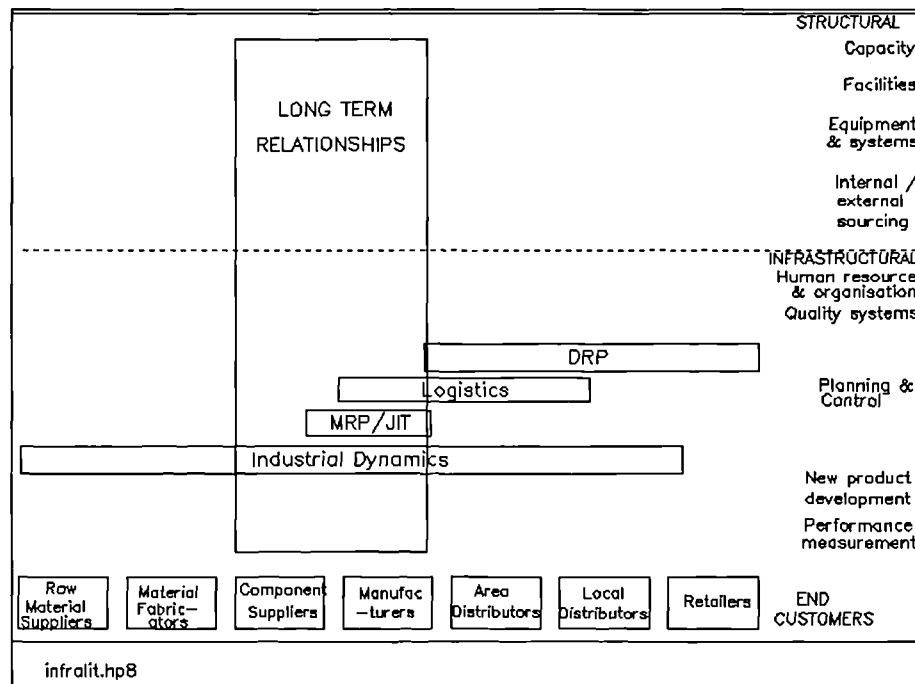 STRUCTURAL
Capacity
Facilities
Equipment
& systems
Internal /
external
sourcing
LONG TERM
RELATIONSHIPS
INFRASTRUCTURAL
Human resource
& organisation
Quality systems
DRP
Logistics
Planning &
Control
MRP/JIT
Industrial Dynamics
New product
development
Performance
measurement
Raw
Material
Suppliers
Material
Fabric-
ators
Component
Suppliers
Manufac
-turers
Area
Distributors
Local
Distributors
Retailers
END
CUSTOMERS
infralit.hp8